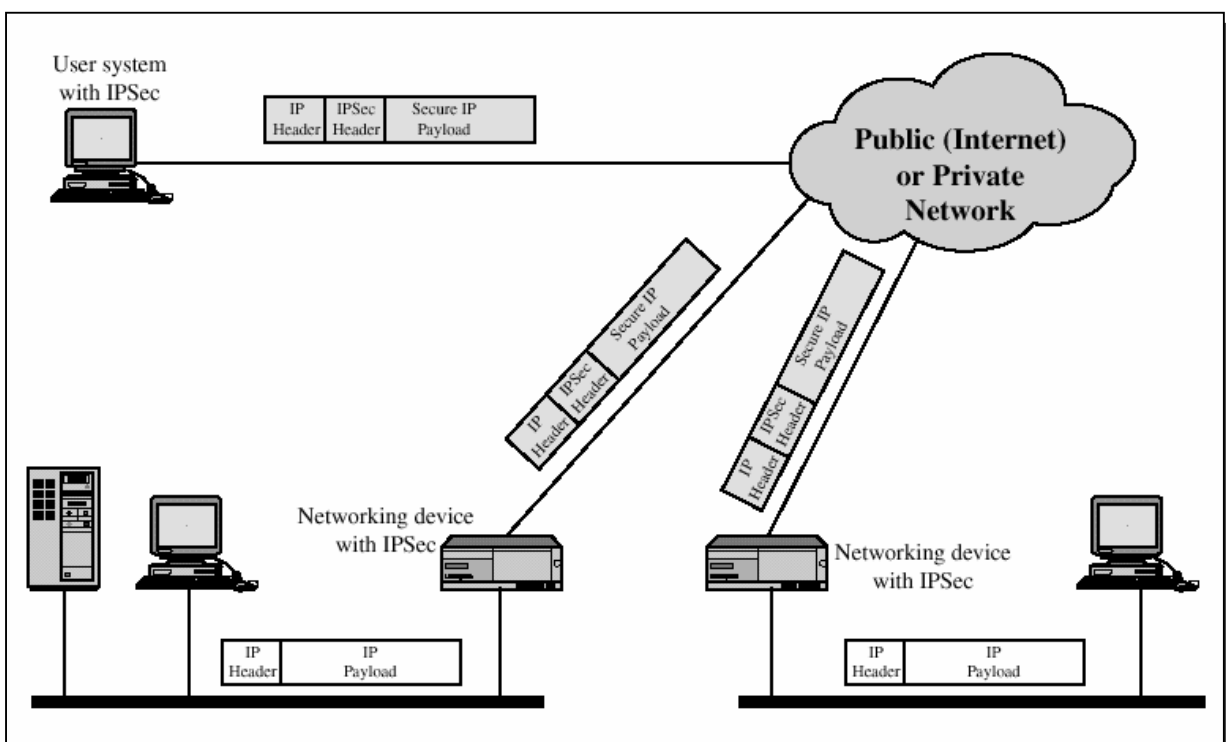 User system
with IPSec
IP
Header
IPSec
Header
Secure IP
Payload
Public (Internet)
or Private
Network
IP
Header
IPSec
Header
Secure IP
Payload
IP
Header
IPSec
Header
Secure IP
Payload
Networking device
with IPSec
Networking device
with IPSec
IP
Header
IP
Payload
IP
Header
IP
Payload